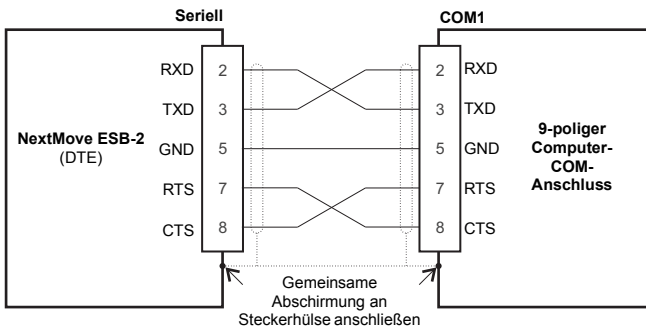 Seriell
COM1
RXD 2 2 RXD
TXD 3 3 TXD
GND 5 5 GND
RTS 7 7 RTS
CTS 8 8 CTS
NextMove ESB-2
(DTE)
9-poliger
Computer-
COM-
Anschluss
Gemeinsame
Abschirmung an
Steckerhülse anschließen